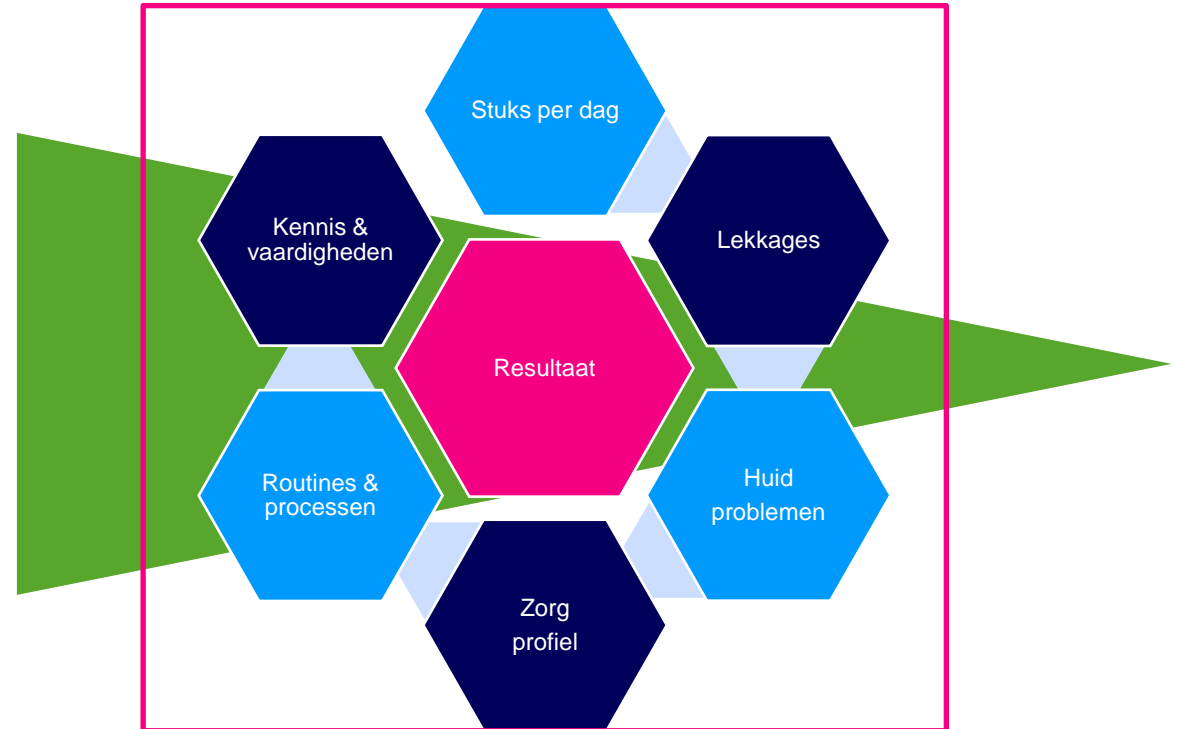 Stuks per dag
Kennis &
vaardigheden
Lekkages
Resultaat
Routines &
processen
Huid
problemen
Zorg
profiel